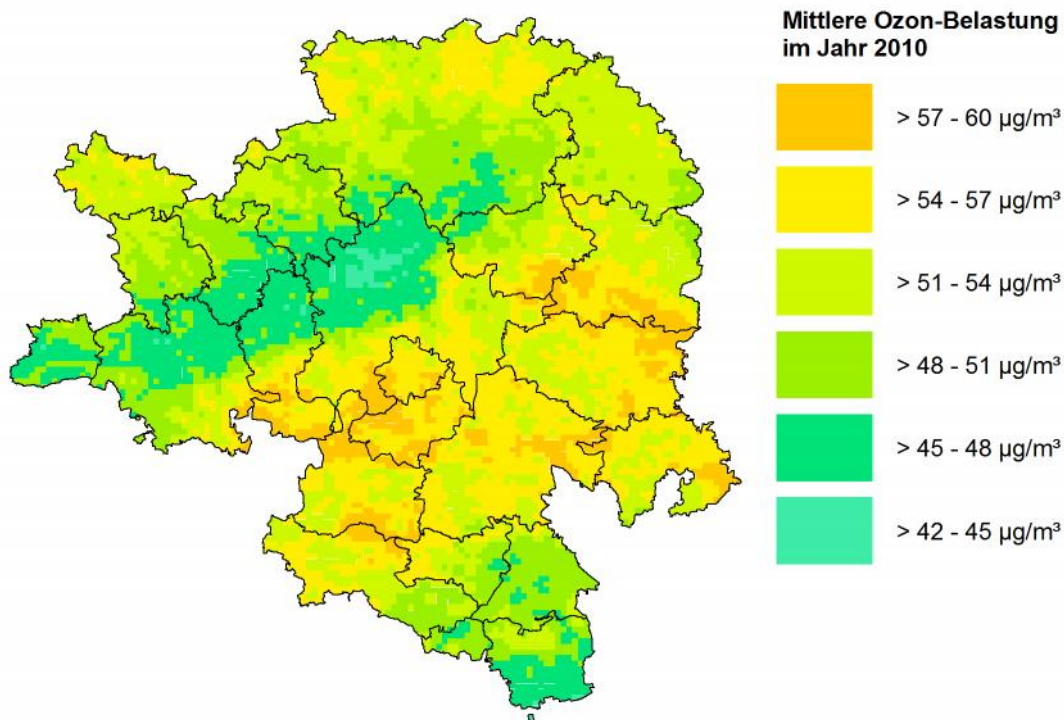 Mittlere Ozon-Belastung
im Jahr 2010
> 57 - 60 µg/m³
> 54 - 57 µg/m³
> 51 - 54 µg/m³
> 48 - 51 µg/m³
> 45 - 48 µg/m³
> 42 - 45 µg/m³